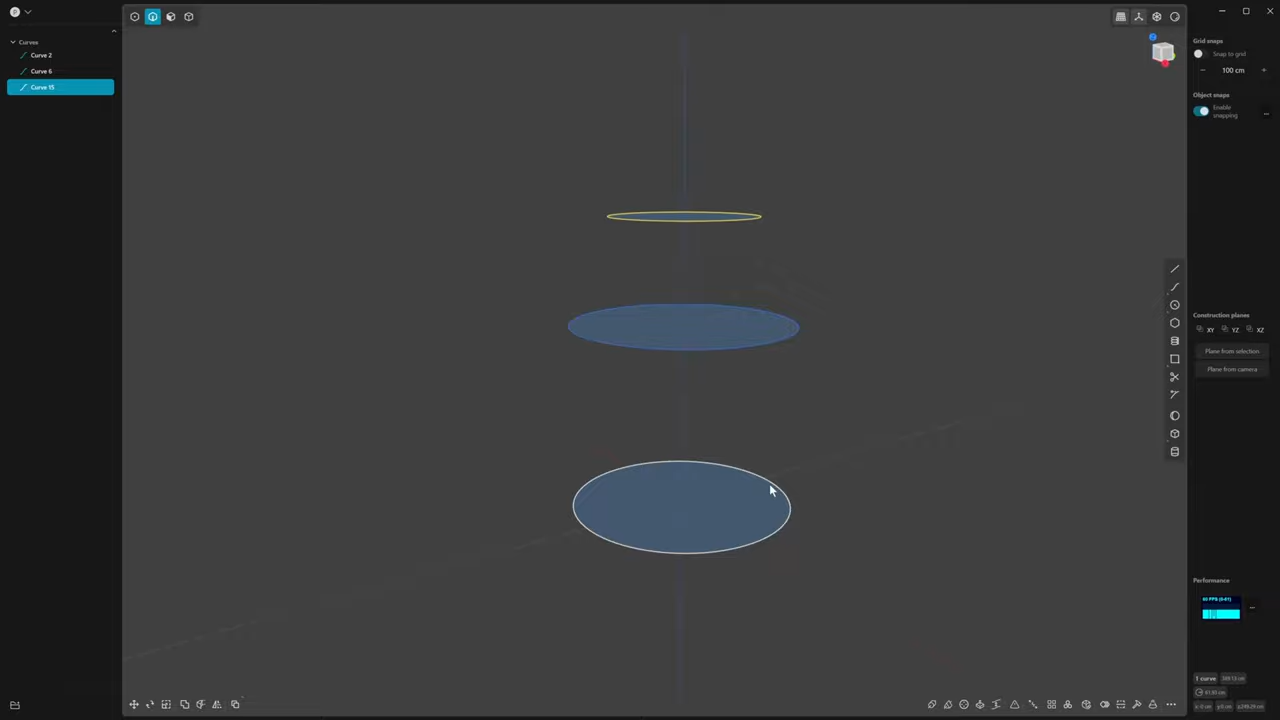 Curves
Curve 2
Curve 6
Curve 15
Grid snaps
Snap to grid
100 cm
Object snaps
Enable
snapping
Construction planes
XY YZ XZ
Plane from selection
Plane from camera
Performance
1 curve